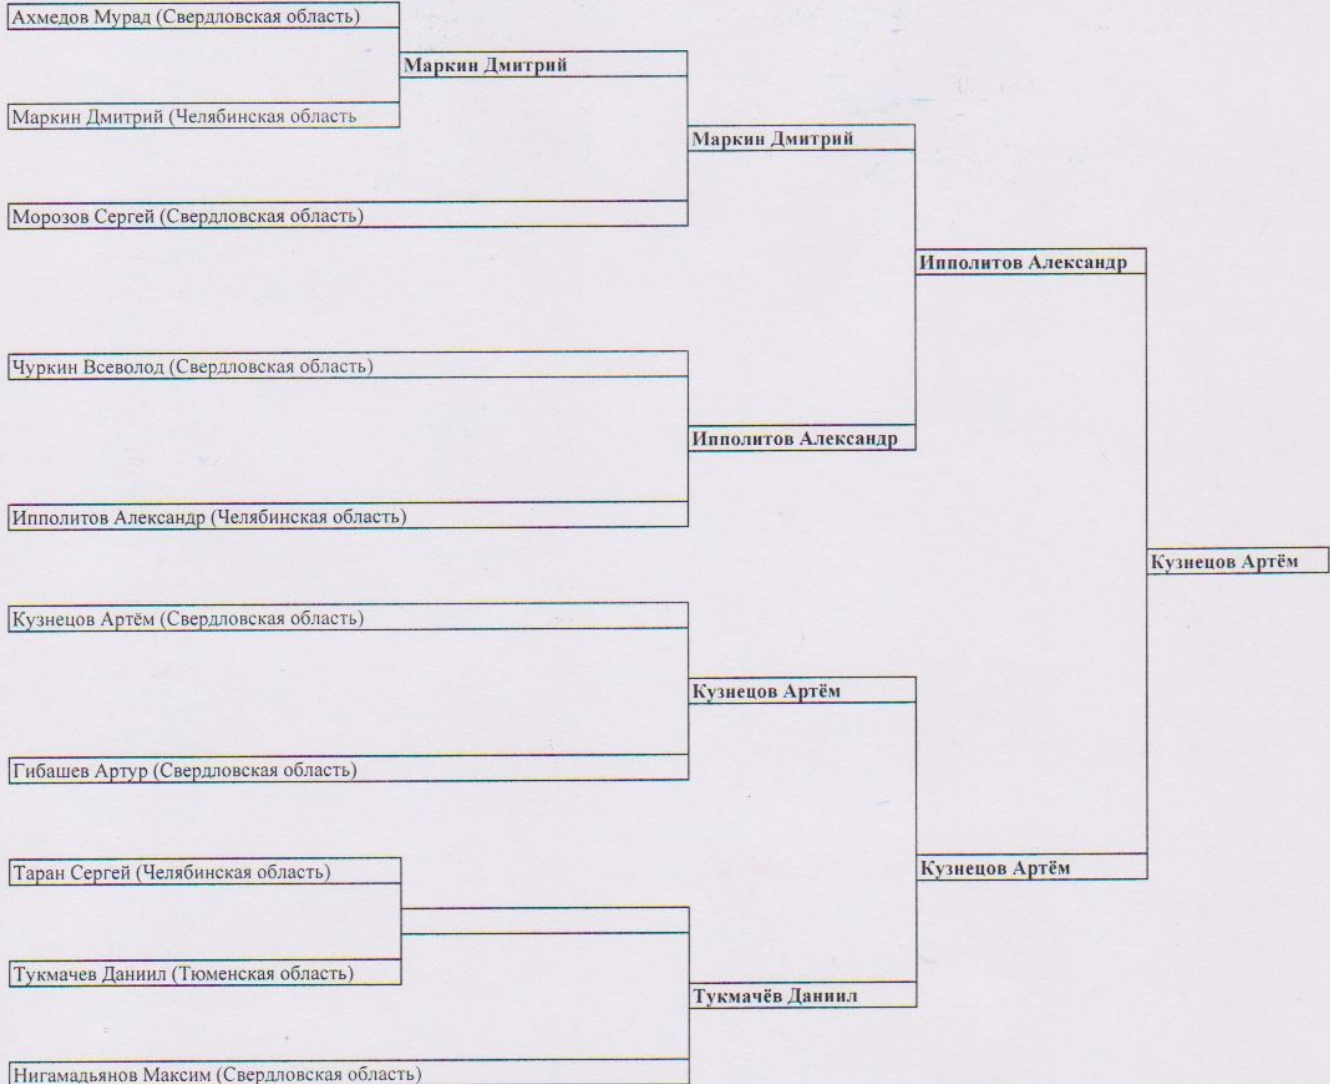 Ахмедов Мурад (Свердловская область)
Маркин Дмитрий
Маркин Дмитрий (Челябинская область
Маркин Дмитрий
Морозов Сергей (Свердловская область)
Ипполитов Александр
Чуркин Всеволод (Свердловская область)
Ипполитов Александр
Ипполитов Александр (Челябинская область)
Кузнецов Артём
Кузнецов Артём (Свердловская область)
Кузнецов Артём
Гибашев Артур (Свердловская область)
Таран Сергей (Челябинская область)
Кузнецов Артём
Тукмачев Даниил (Тюменская область)
Тукмачёв Даниил
Нигамадьянов Максим (Свердловская область)